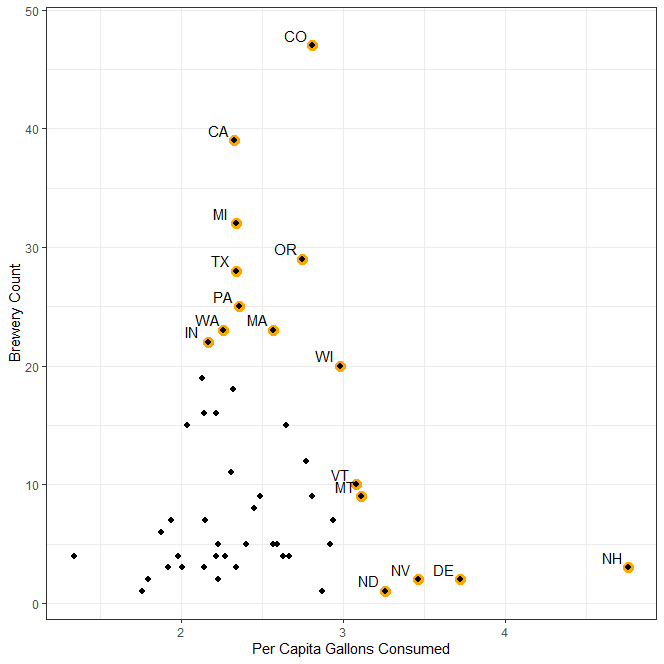 50
CO
40
CA
MI
30
OR
TX
PA
WA
MA
IN
20
WI
VT
10
MT
NH
NV
DE
ND
0
2
3
4
Per Capita Gallons Consumed
Brewery Count